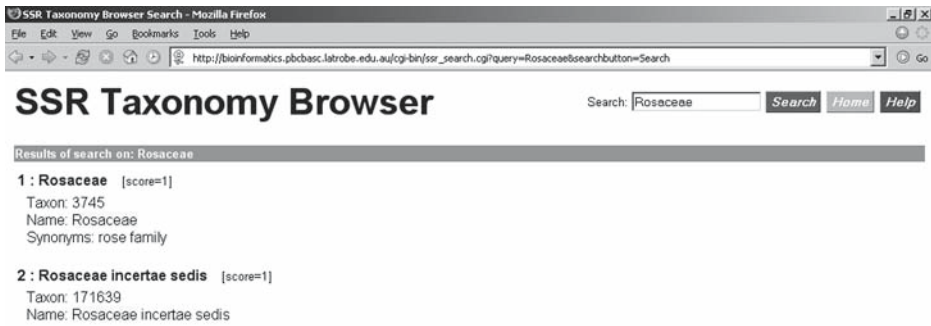 SSR Taxonomy Browser Search - Mozilla Firefox
File Edit View Go Bookmarks Tools Help
http://bioinformatics.pbcbasc.latrobe.edu.au/cgi-bin/ssr_search.cgi?query=Rosaceae&searchbutton=Search Go
SSR Taxonomy Browser Search: Rosaceae Search Home Help
Results of search on: Rosaceae
1 : Rosaceae [score=1]
Taxon: 3745
Name: Rosaceae
Synonyms: rose family
2 : Rosaceae incertae sedis [score=1]
Taxon: 171639
Name: Rosaceae incertae sedis